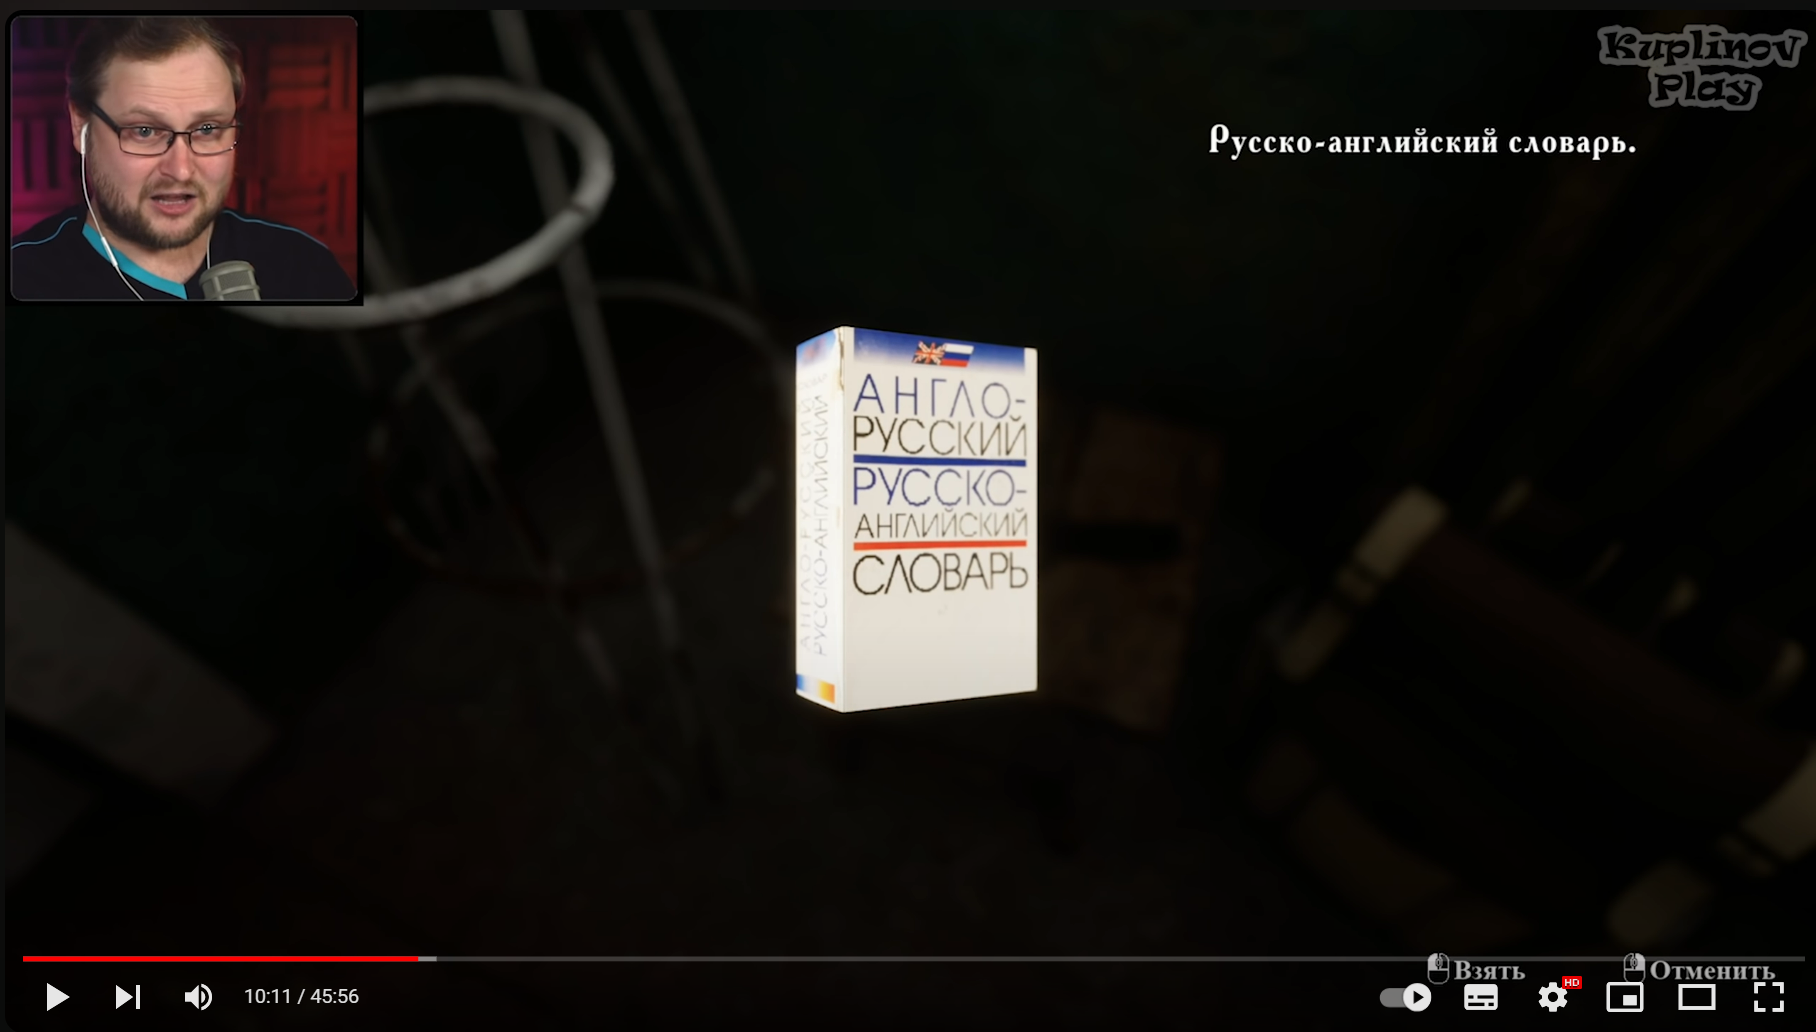 Kuplinov
Play
Русско-английский словарь.
АНГЛО-
РУССКИЙ
РУССКО-
АНГЛИЙСКИЙ
СЛОВАРЬ
АНГЛО-РУССКИЙ
РУССКО-АНГЛИЙСКИЙ
Взять
Отменить
10:11 / 45:56
HD